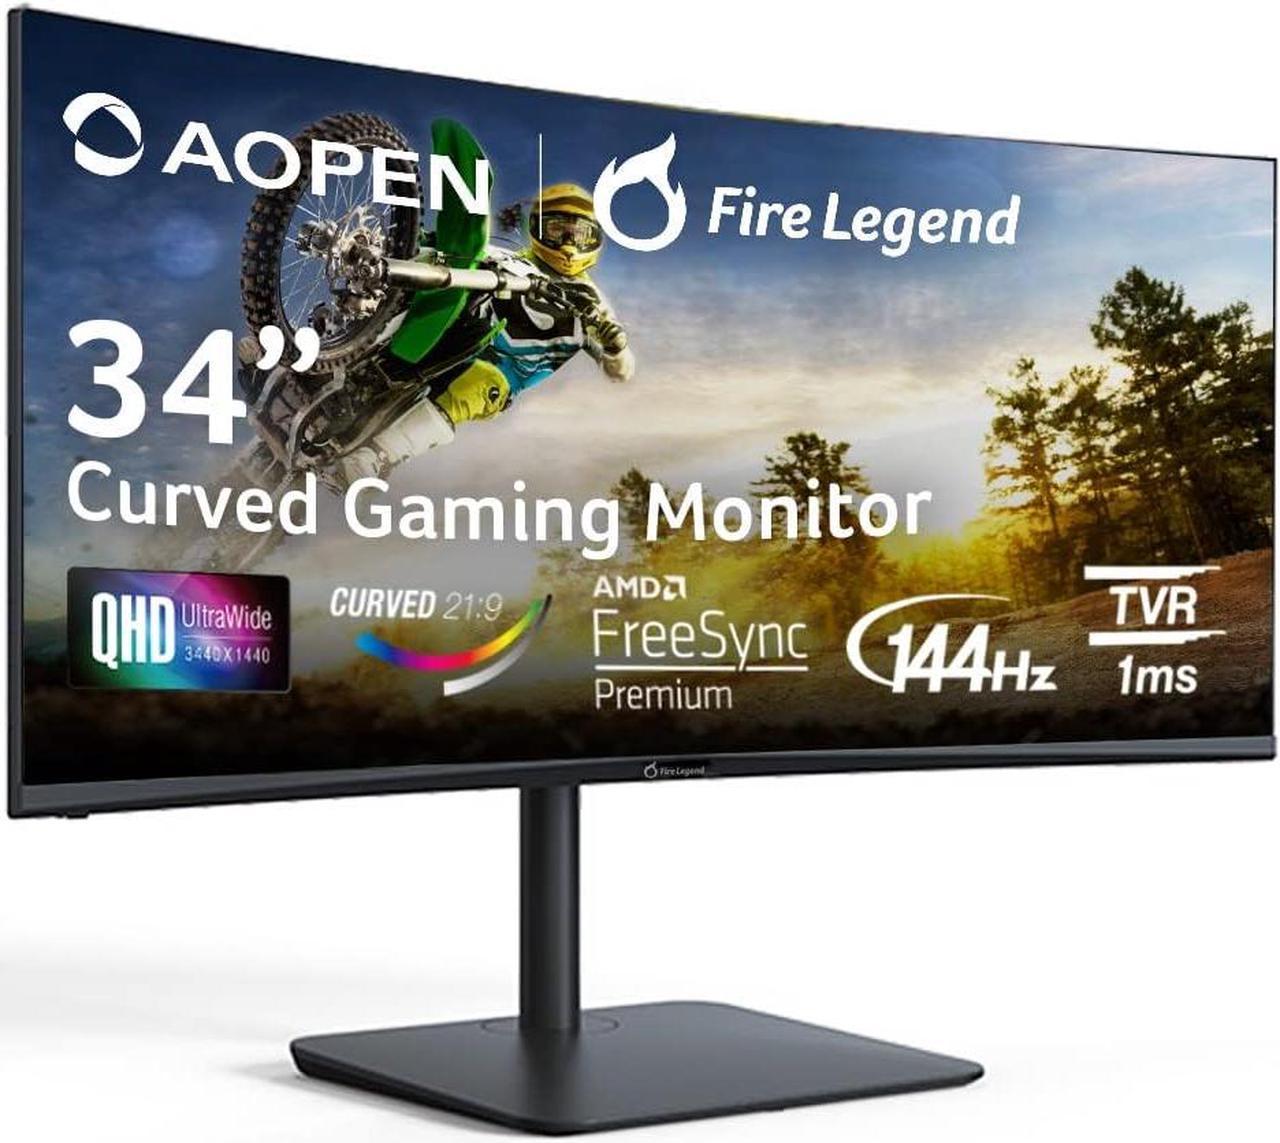 AOPEN
Fire Legend
34”
Curved Gaming Monitor
QHD UltraWide
3440X1440
CURVED 21:9
AMD
FreeSync
Premium
144Hz
TVR
1ms
Fire Legend